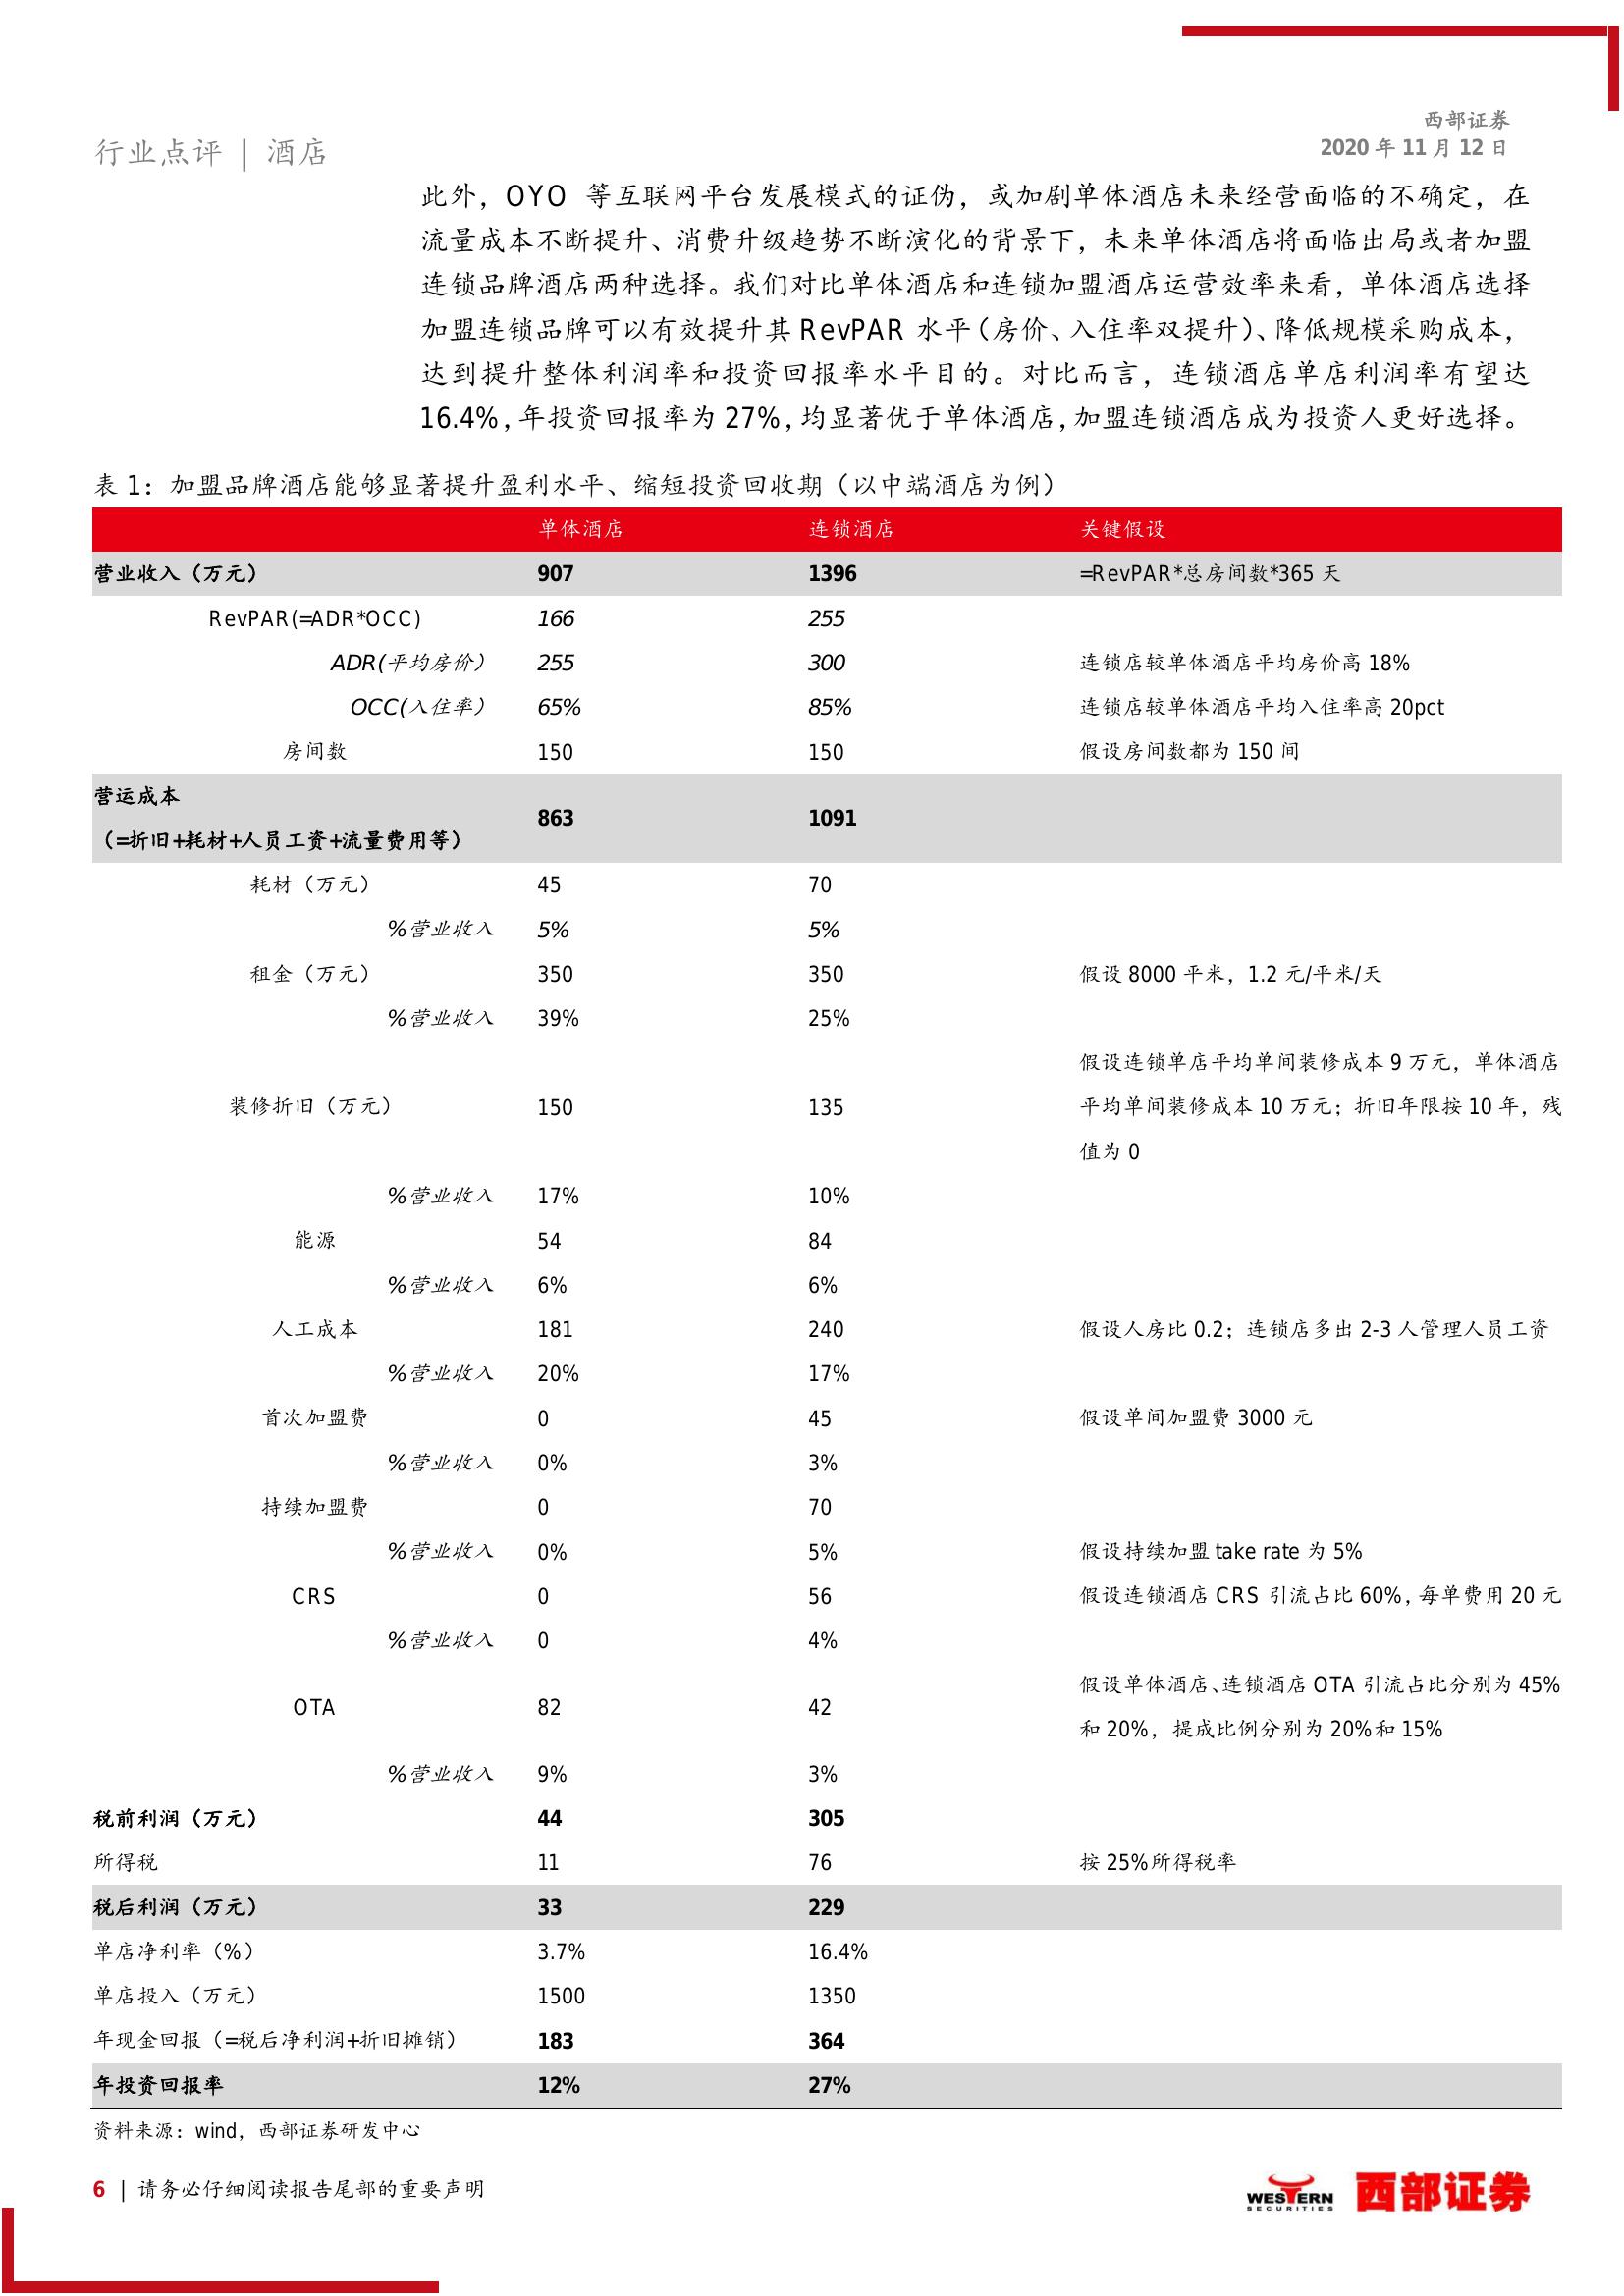 西部证券
2020 年 11 月 12 日
行业点评 | 酒店
此外，OYO 等互联网平台发展模式的证伪，或加剧单体酒店未来经营面临的不确定，在
流量成本不断提升、消费升级趋势不断演化的背景下，未来单体酒店将面临出局或者加盟
连锁品牌酒店两种选择。我们对比单体酒店和连锁加盟酒店运营效率来看，单体酒店选择
加盟连锁品牌可以有效提升其 RevPAR 水平（房价、入住率双提升）、降低规模采购成本，
达到提升整体利润率和投资回报率水平目的。对比而言，连锁酒店单店利润率有望达
16.4%，年投资回报率为 27%，均显著优于单体酒店，加盟连锁酒店成为投资人更好选择。
表 1：加盟品牌酒店能够显著提升盈利水平、缩短投资回收期（以中端酒店为例）
单体酒店 连锁酒店 关键假设
营业收入（万元） 907 1396 =RevPAR*总房间数*365 天
RevPAR(=ADR*OCC) 166 255
ADR(平均房价） 255 300 连锁店较单体酒店平均房价高 18%
OCC(入住率） 65% 85% 连锁店较单体酒店平均入住率高 20pct
房间数 150 150 假设房间数都为 150 间
营运成本
（=折旧+耗材+人员工资+流量费用等） 863 1091
耗材（万元） 45 70
%营业收入 5% 5%
租金（万元） 350 350 假设 8000 平米，1.2 元/平米/天
%营业收入 39% 25%
假设连锁单店平均单间装修成本 9 万元，单体酒店
装修折旧（万元） 150 135 平均单间装修成本 10 万元；折旧年限按 10 年，残
值为 0
%营业收入 17% 10%
能源 54 84
%营业收入 6% 6%
人工成本 181 240 假设人房比 0.2；连锁店多出 2-3 人管理人员工资
%营业收入 20% 17%
首次加盟费 0 45 假设单间加盟费 3000 元
%营业收入 0% 3%
持续加盟费 0 70
%营业收入 0% 5% 假设持续加盟 take rate 为 5%
CRS 0 56 假设连锁酒店 CRS 引流占比 60%，每单费用 20 元
%营业收入 0 4%
假设单体酒店、连锁酒店 OTA 引流占比分别为 45%
OTA 82 42
和 20%，提成比例分别为 20%和 15%
%营业收入 9% 3%
税前利润（万元） 44 305
所得税 11 76 按 25%所得税率
税后利润（万元） 33 229
单店净利率（%） 3.7% 16.4%
单店投入（万元） 1500 1350
年现金回报（=税后净利润+折旧摊销） 183 364
年投资回报率 12% 27%
资料来源：wind，西部证券研发中心
6 | 请务必仔细阅读报告尾部的重要声明
WESTERN
SECURITIES
西部证券